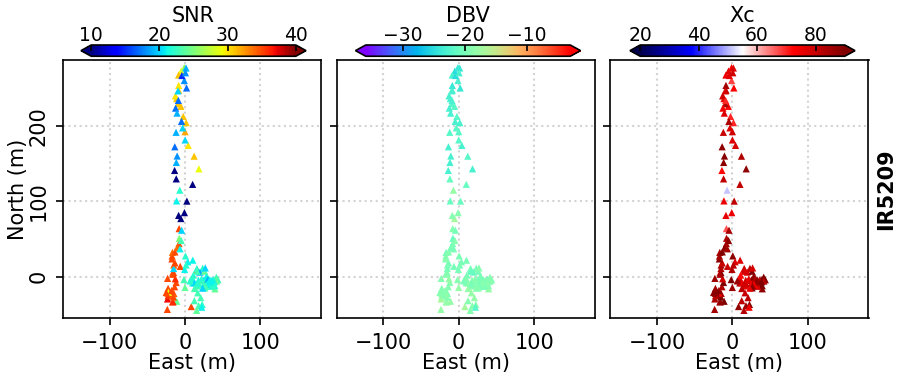 SNR DBV Xc
10 20 30 40 −30 −20 −10 20 40 60 80
200
100
0
North (m)
−100 0 100 −100 0 100 −100 0 100
East (m) East (m) East (m)
IR5209